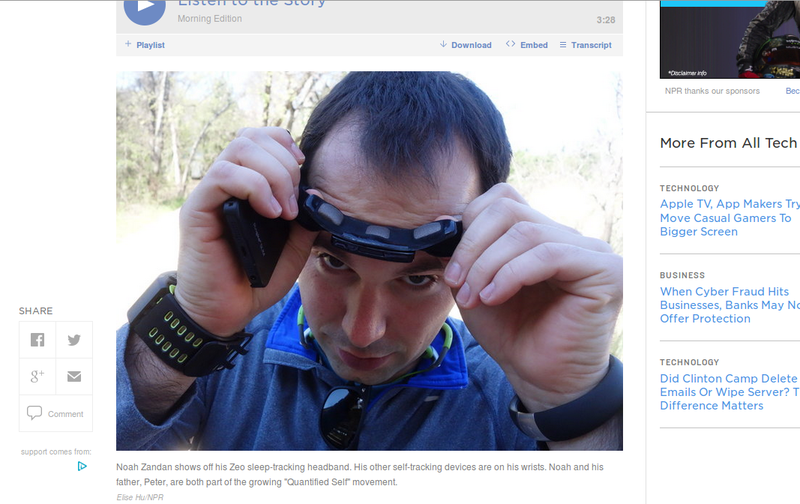 Listen to the Story
Morning Edition
3:28
+ Playlist
Download
Embed
Transcript
*Disclaimer info
NPR thanks our sponsors
Bec
More From All Tech
TECHNOLOGY
Apple TV, App Makers Try
Move Casual Gamers To
Bigger Screen
BUSINESS
When Cyber Fraud Hits
Businesses, Banks May No
Offer Protection
TECHNOLOGY
Did Clinton Camp Delete
Emails Or Wipe Server? T
Difference Matters
SHARE
g+
Comment
support comes from:
Noah Zandan shows off his Zeo sleep-tracking headband. His other self-tracking devices are on his wrists. Noah and his
father, Peter, are both part of the growing "Quantified Self" movement.
Elise Hu/NPR